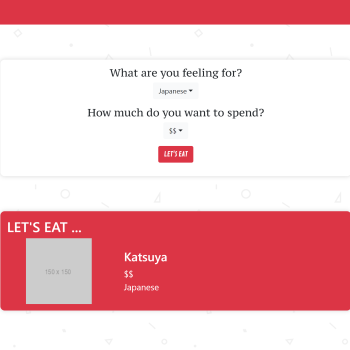 What are you feeling for?
Japanese
How much do you want to spend?
$$
LET'S EAT
LET'S EAT ...
150 x 150
Katsuya
$$
Japanese